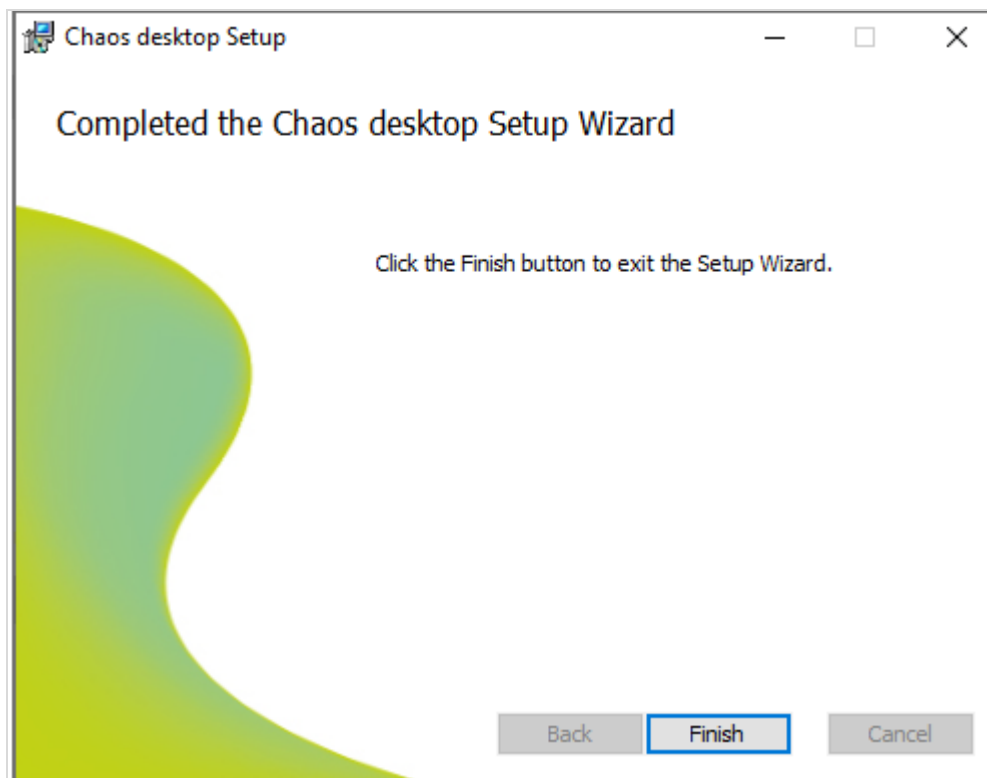 Chaos desktop Setup
Completed the Chaos desktop Setup Wizard
Click the Finish button to exit the Setup Wizard.
Back Finish Cancel